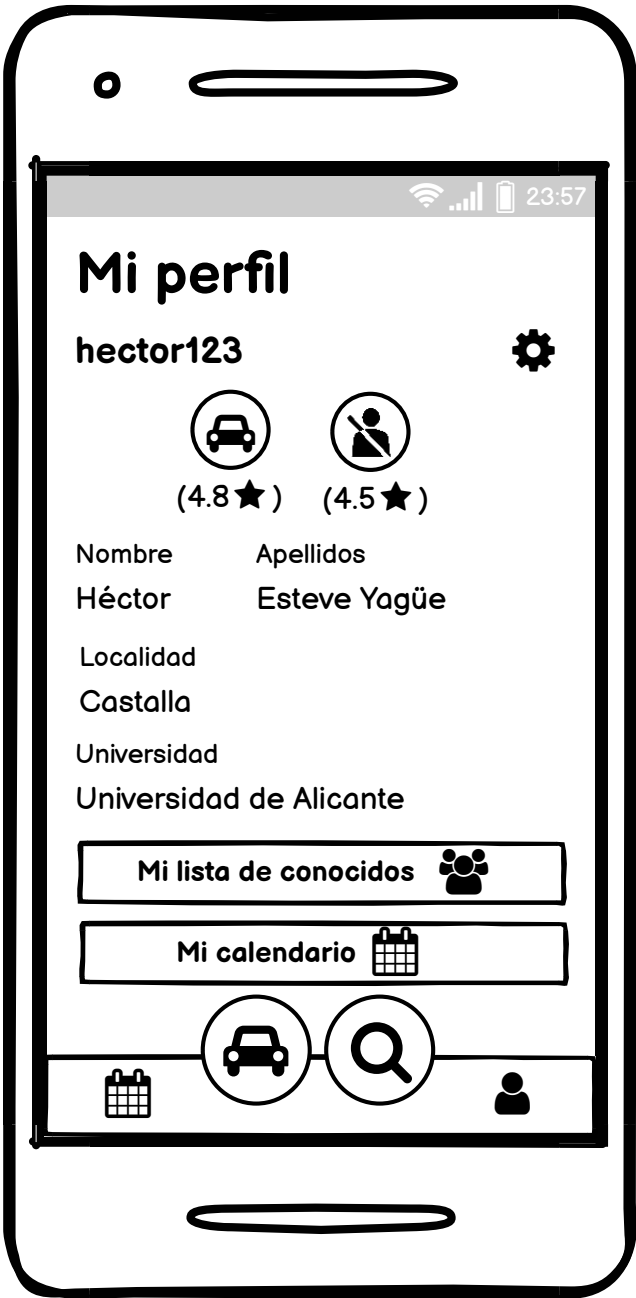 23:57
Mi perfil
hector123
(4.8★) (4.5★)
Nombre Apellidos
Héctor Esteve Yagüe
Localidad
Castalla
Universidad
Universidad de Alicante
Mi lista de conocidos
Mi calendario